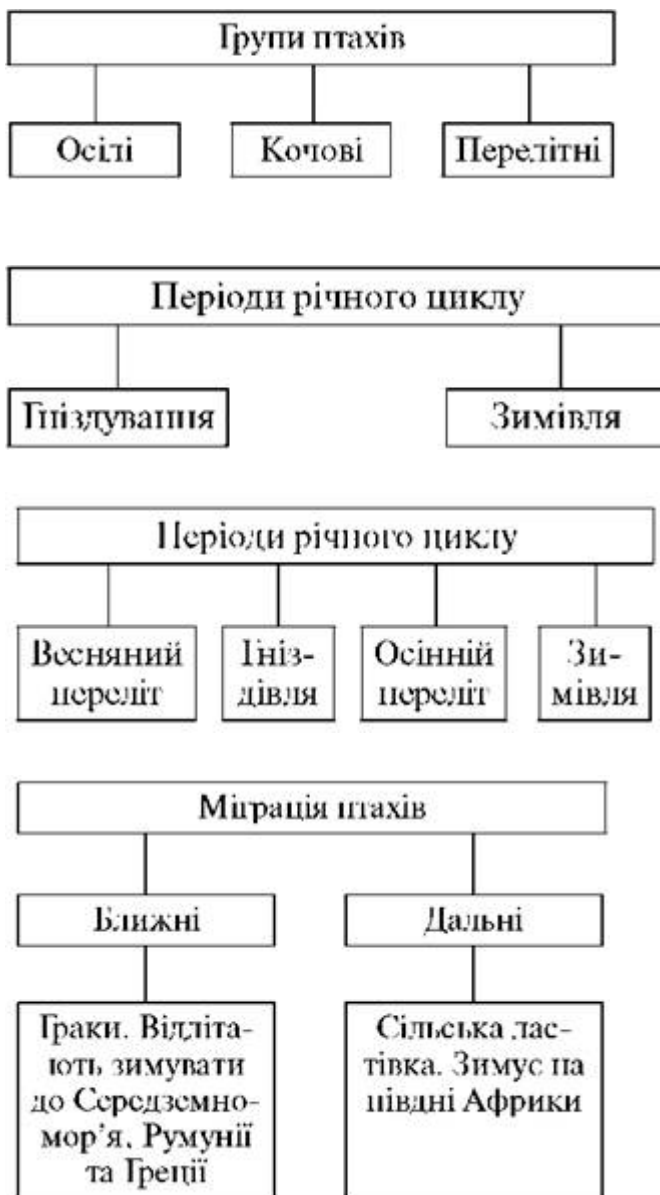 Групи птахів
Осілі Кочові Перелітні
Періоди річного циклу
Гніздування Зимівля
Періоди річного циклу
Весняний Гніз- Осінній Зи-
переліт дівля переліт мівля
Міграція птахів
Ближні Дальні
Граки. Відліта-
ють зимувати
до Середземно-
мор’я, Румунії
та Греції
Сільська лас-
тівка. Зимує на
півдні Африки